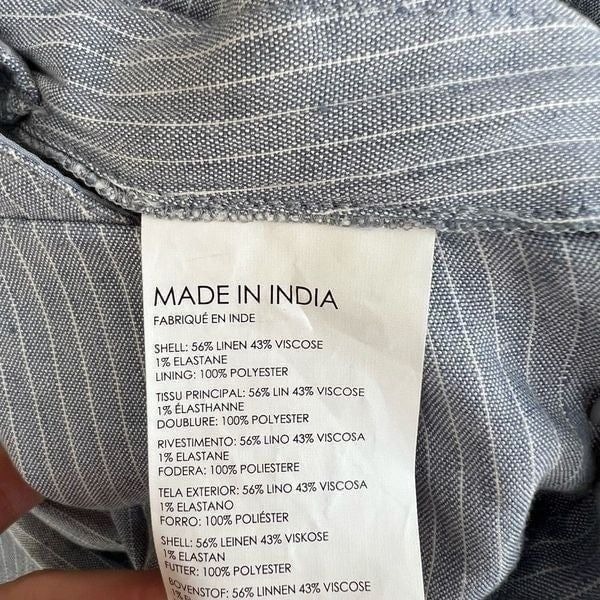 MADE IN INDIA
FABRIQUÉ EN INDE
SHELL: 56% LINEN 43% VISCOSE
1% ELASTANE
LINING: 100% POLYESTER
TISSU PRINCIPAL: 56% LIN 43% VISCOSE
1% ÉLASTHANNE
DOUBLURE: 100% POLYESTER
RIVESTIMENTO: 56% LINO 43% VISCOSA
1% ELASTANE
FODERA: 100% POLIESTERE
TELA EXTERIOR: 56% LINO 43% VISCOSA
1% ELASTANO
FORRO: 100% POLIÉSTER
SHELL: 56% LEINEN 43% VISKOSE
1% ELASTAN
FUTTER: 100% POLYESTER
BOVENSTOF: 56% LINNEN 43% VISCOSE
1%